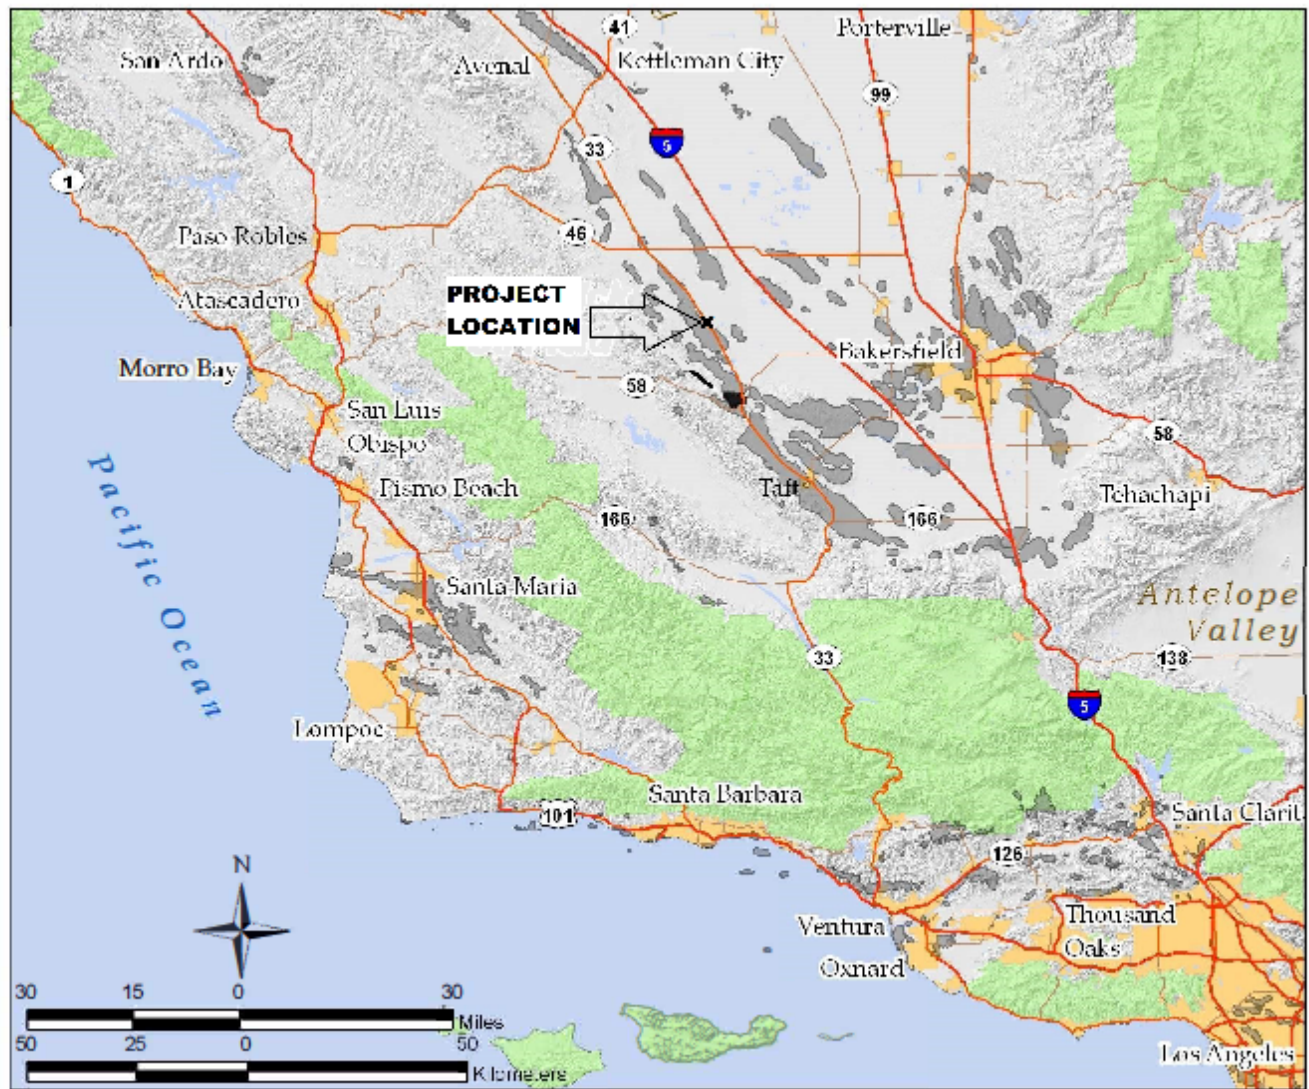 41
Porterville
San Ardo
Avenal
Kettleman City
99
33
5
1
46
Paso Robles
PROJECT
LOCATION
Atascadero
Bakersfield
Morro Bay
58
San Luis
Obispo
58
Pismo Beach
Taft
Tehachapi
166
166
Pacific Ocean
Santa Maria
Antelope
Valley
33
138
5
Lompoc
Santa Barbara
101
Santa Clarit
126
N
Thousand
Oaks
Ventura
Oxnard
30 15 0 30
Miles
50 25 0 50
Kilometers
Los Angeles